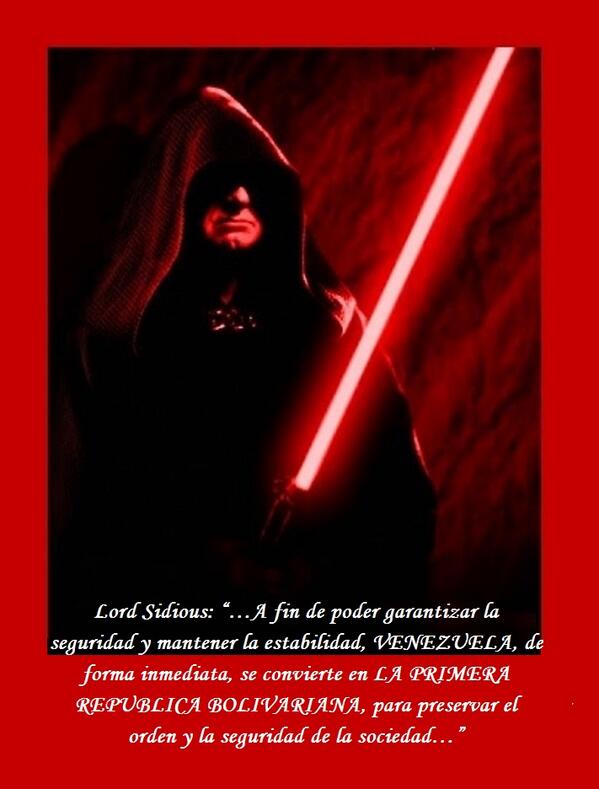 Lord Sidious: “...A fin de poder garantizar la
seguridad y mantener la estabilidad, VENEZUELA, de
forma inmediata, se convierte en LA PRIMERA
REPUBLICA BOLIVARIANA, para preservar el
orden y la seguridad de la sociedad...”